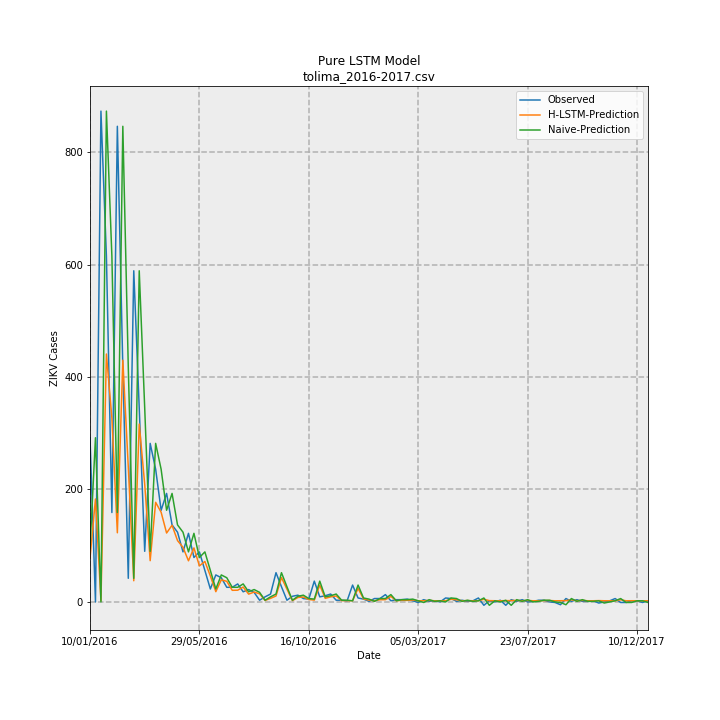 Pure LSTM Model
tolima_2016-2017.csv
Observed
H-LSTM-Prediction
Naive-Prediction
ZIKV Cases
800
600
400
200
0
10/01/2016 29/05/2016 16/10/2016 05/03/2017 23/07/2017 10/12/2017
Date